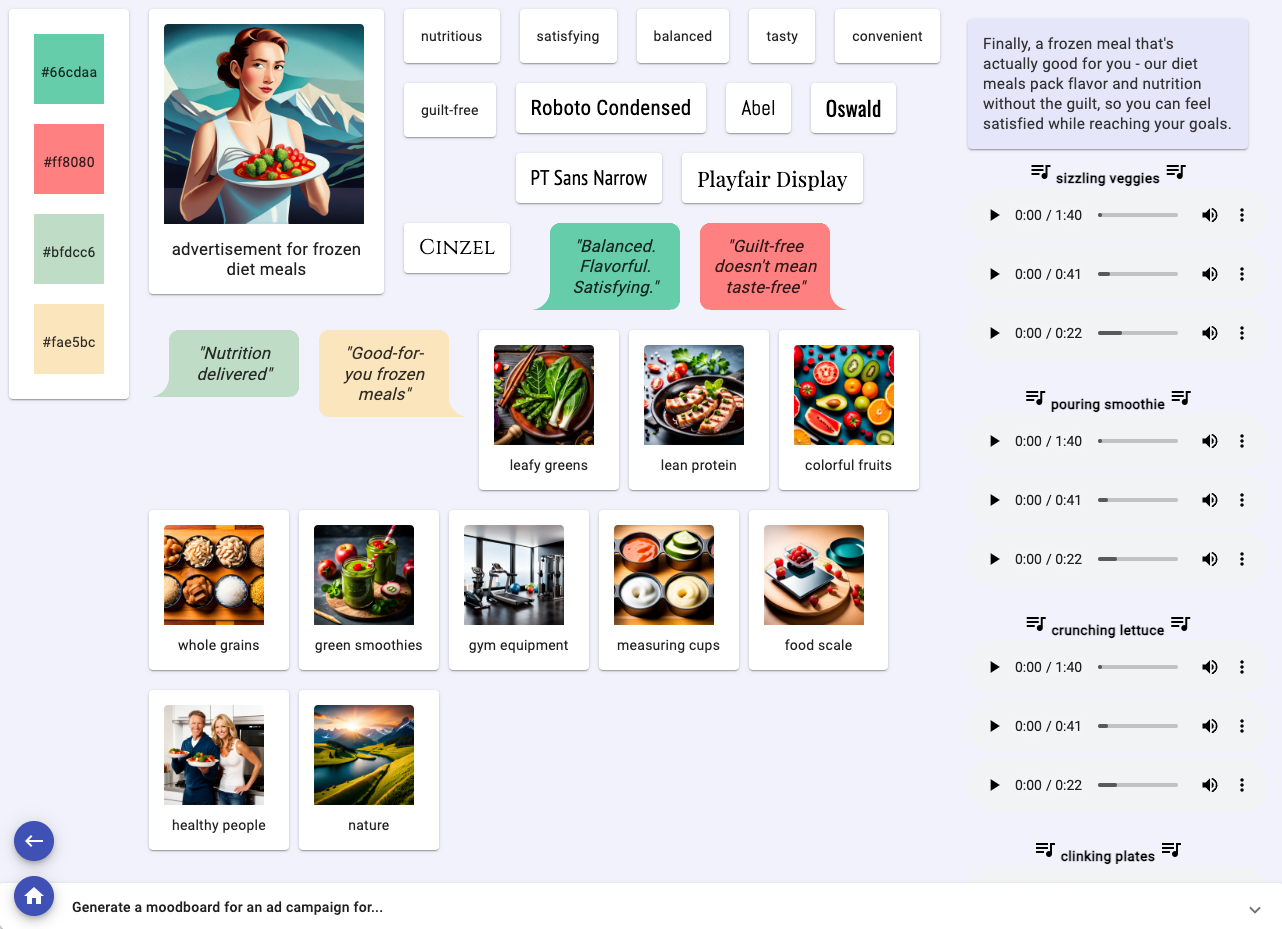 #66cdaa
#ff8080
#bfdcc6
#fae5bc
advertisement for frozen
diet meals
nutritious
satisfying
balanced
tasty
convenient
guilt-free
Roboto Condensed
Abel
Oswald
PT Sans Narrow
Playfair Display
Cinzel
"Balanced.
Flavorful.
Satisfying."
"Guilt-free
doesn't mean
taste-free"
"Nutrition
delivered"
"Good-for-
you frozen
meals"
leafy greens
lean protein
colorful fruits
whole grains
green smoothies
gym equipment
measuring cups
food scale
healthy people
nature
Finally, a frozen meal that's
actually good for you - our diet
meals pack flavor and nutrition
without the guilt, so you can feel
satisfied while reaching your goals.
sizzling veggies
0:00 / 1:40
0:00 / 0:41
0:00 / 0:22
pouring smoothie
0:00 / 1:40
0:00 / 0:41
0:00 / 0:22
crunching lettuce
0:00 / 1:40
0:00 / 0:41
0:00 / 0:22
clinking plates
Generate a moodboard for an ad campaign for...